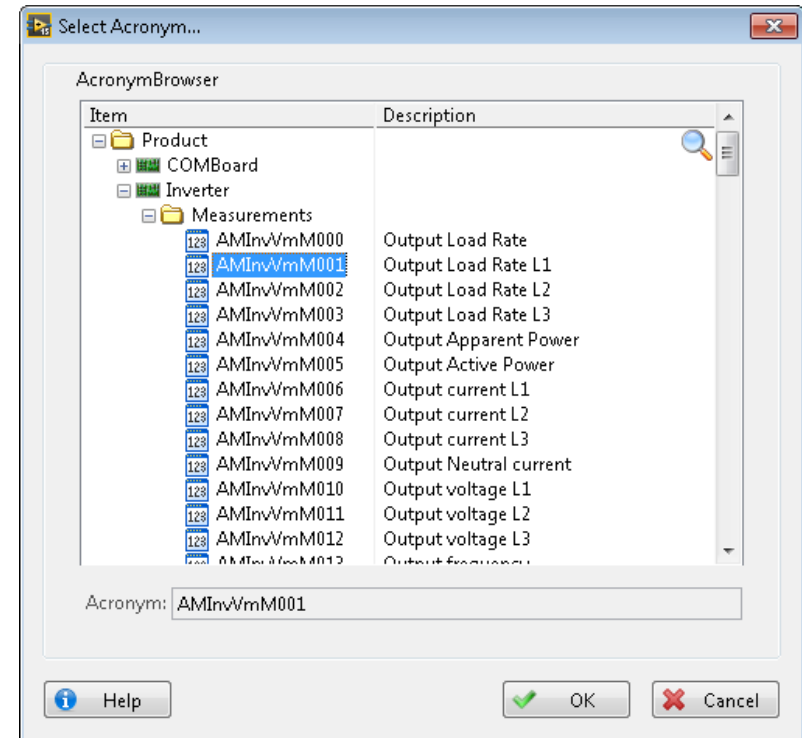 Select Acronym...
AcronymBrowser
Item Description
Product
COMBoard
Inverter
Measurements
AMInvVmM000 Output Load Rate
AMInvVmM001 Output Load Rate L1
AMInvVmM002 Output Load Rate L2
AMInvVmM003 Output Load Rate L3
AMInvVmM004 Output Apparent Power
AMInvVmM005 Output Active Power
AMInvVmM006 Output current L1
AMInvVmM007 Output current L2
AMInvVmM008 Output current L3
AMInvVmM009 Output Neutral current
AMInvVmM010 Output voltage L1
AMInvVmM011 Output voltage L2
AMInvVmM012 Output voltage L3
AMInvVmM013 Output frequency
Acronym: AMInvVmM001
Help OK Cancel